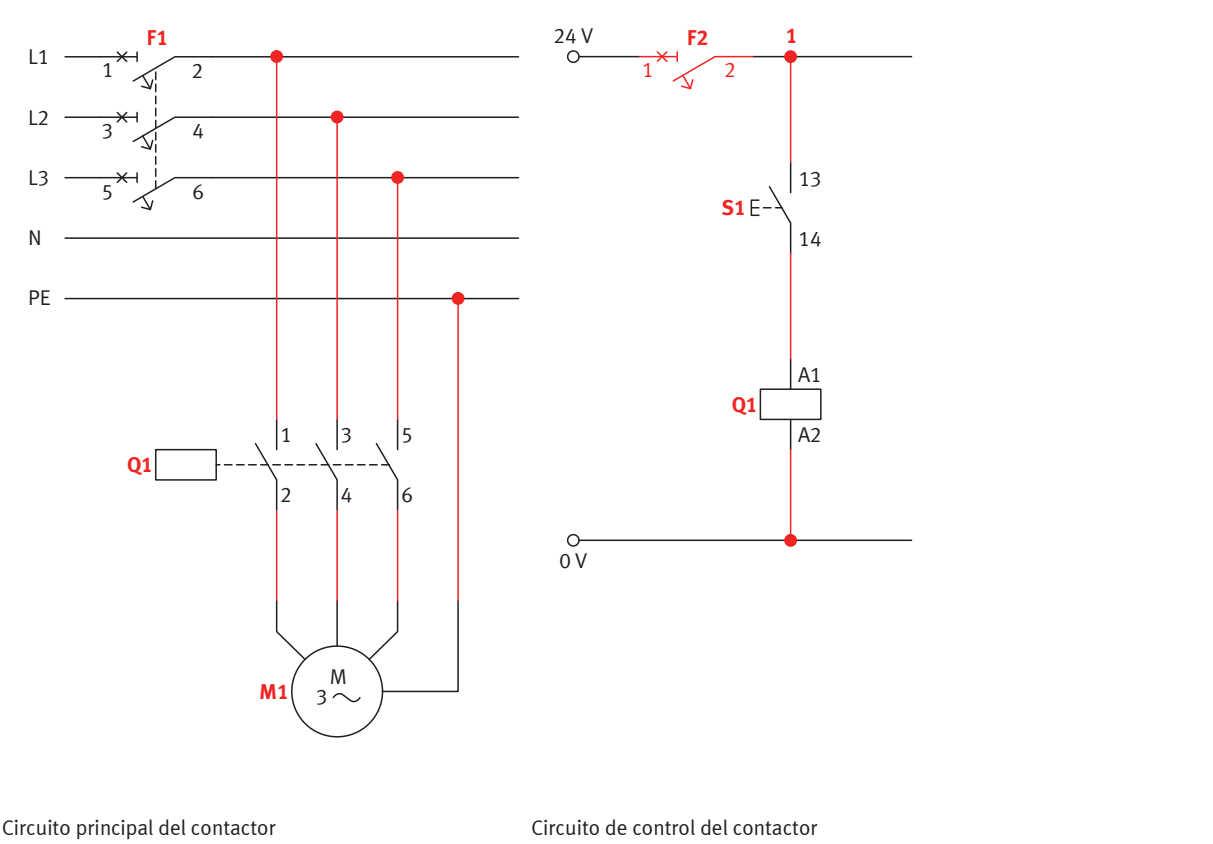 F1
L1 1 2
L2 3 4
L3 5 6
N
PE
1 3 5
Q1
2 4 6
M
3
M1
24 V F2 1
1 2
13
S1
14
A1
Q1
A2
0 V
Circuito principal del contactor
Circuito de control del contactor